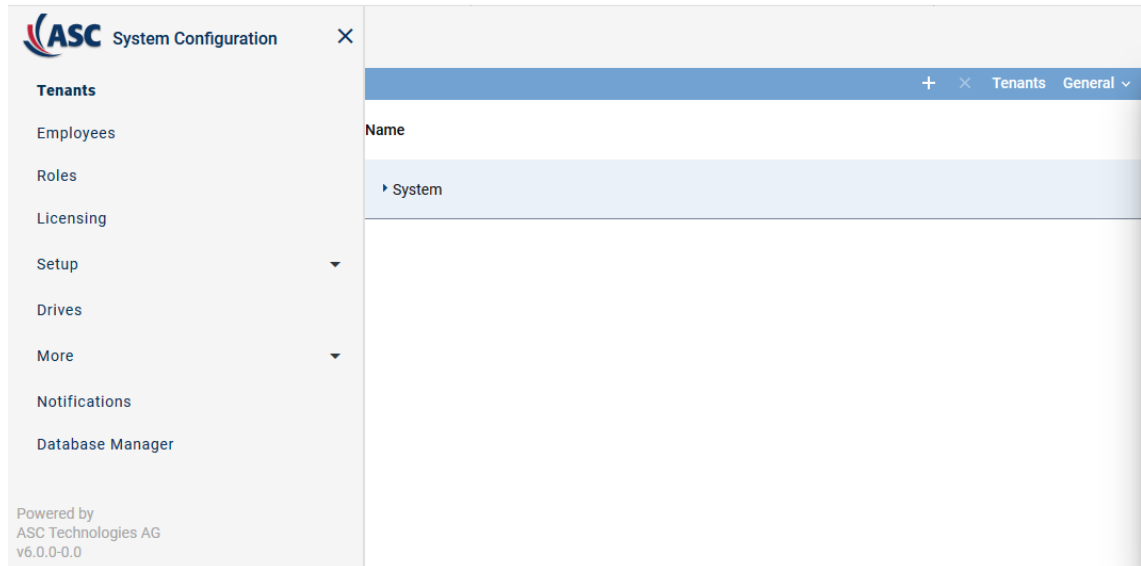 ASC System Configuration
Tenants
Employees
Roles
Licensing
Setup
Drives
More
Notifications
Database Manager
Powered by
ASC Technologies AG
v6.0.0-0.0
Tenants General
Name
System